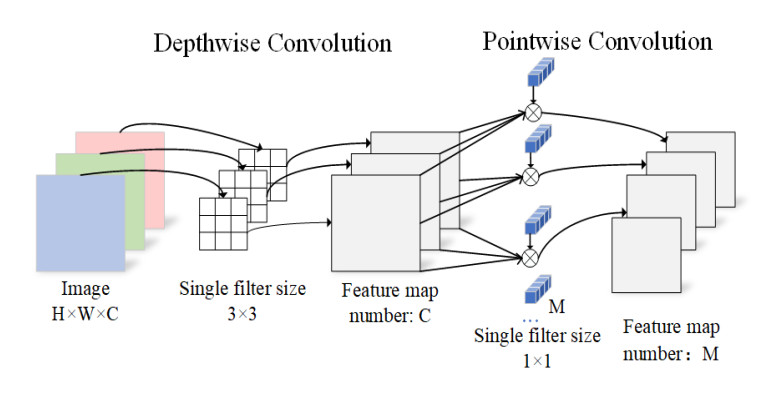 Depthwise Convolution
Pointwise Convolution
Image
H×W×C
Single filter size
3×3
Feature map
number: C
... M
Single filter size
1×1
Feature map
number：M